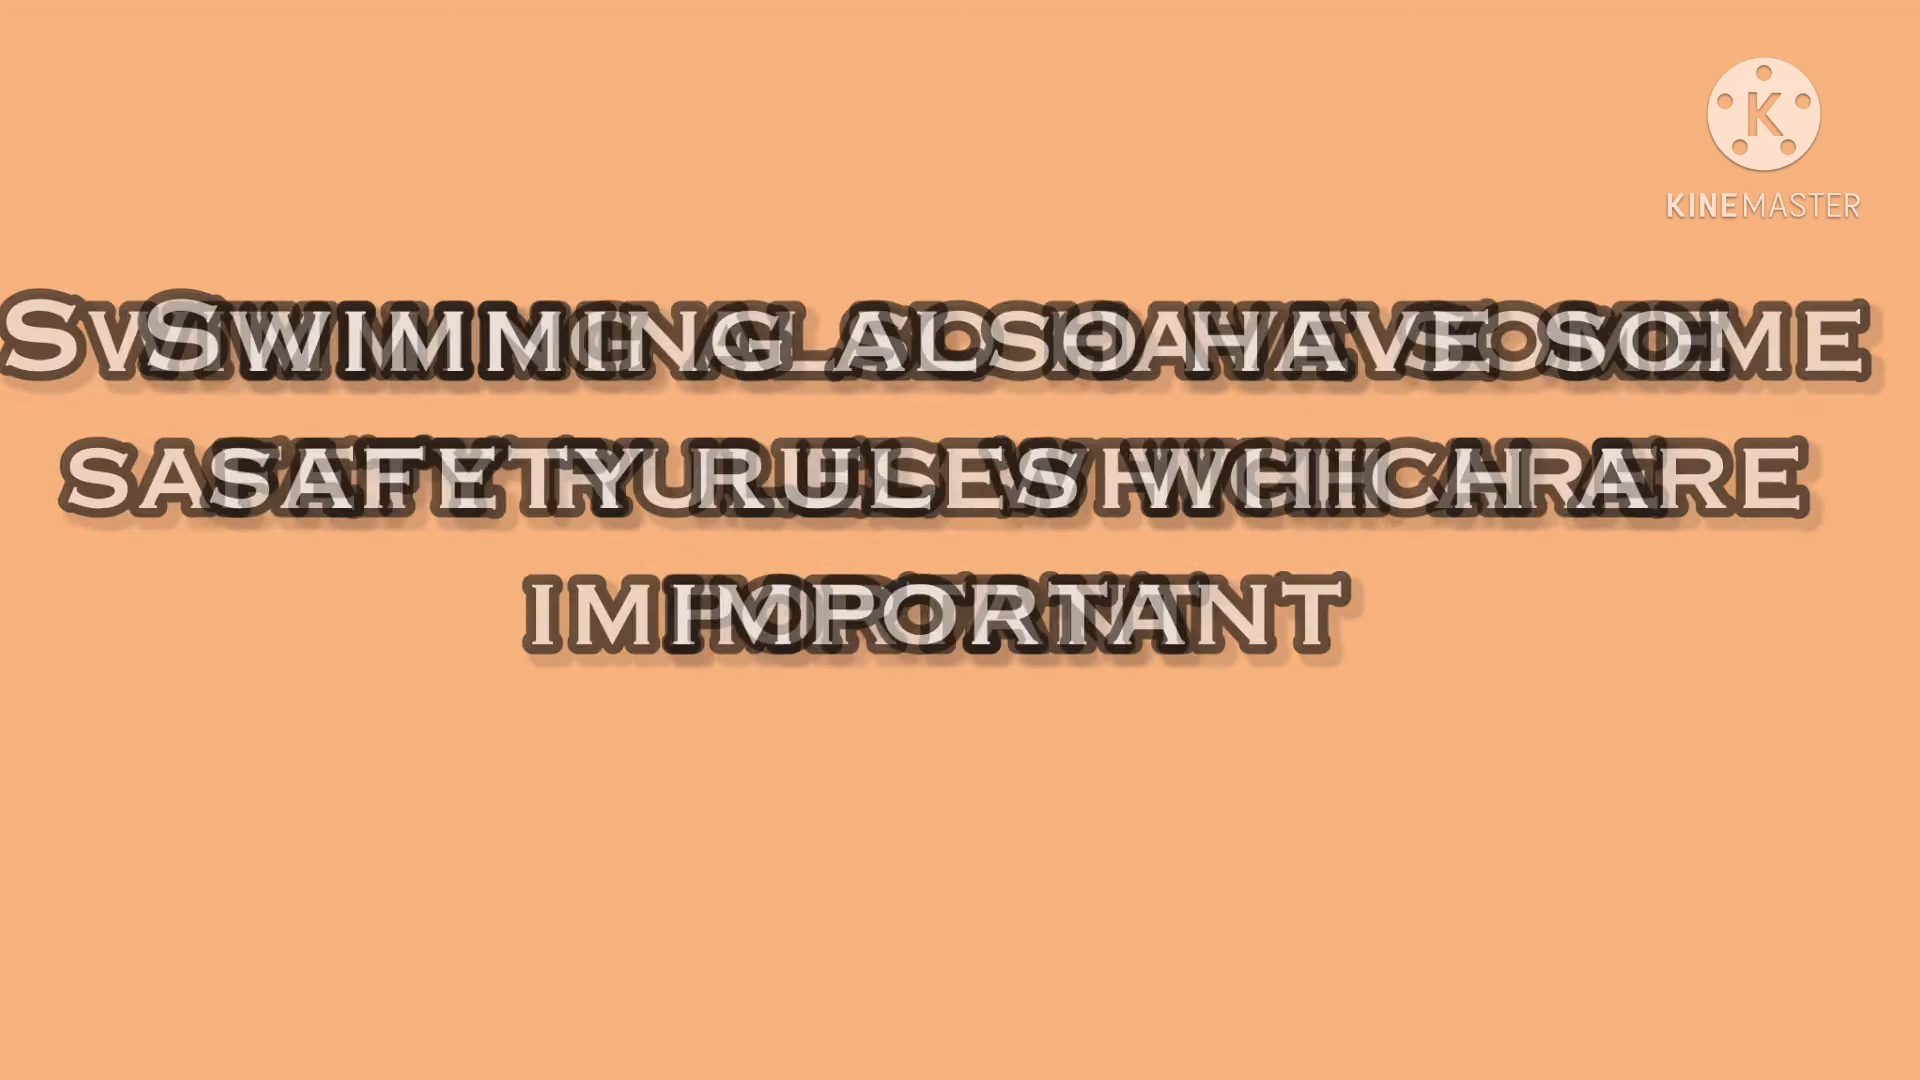 KINEMASTER
Swimming also have some
safety rules which are
important